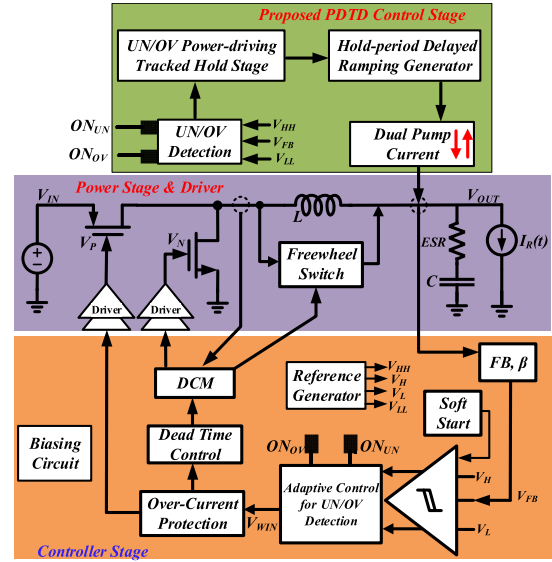 Proposed PDTD Control Stage
UN/OV Power-driving
Tracked Hold Stage
Hold-period Delayed
Ramping Generator
ON_UN
ON_OV
UN/OV
Detection
V_HH
V_FB
V_LL
Dual Pump
Current
Power Stage & Driver
V_IN
V_P
V_N
L
V_OUT
ESR
C
I_R(t)
Freewheel
Switch
Driver
Driver
DCM
Reference
Generator
V_HH
V_H
V_L
V_LL
FB, β
Soft
Start
Biasing
Circuit
Dead Time
Control
ON_OV
ON_UN
Over-Current
Protection
V_WIN
Adaptive Control
for UN/OV
Detection
V_H
V_FB
V_L
Controller Stage